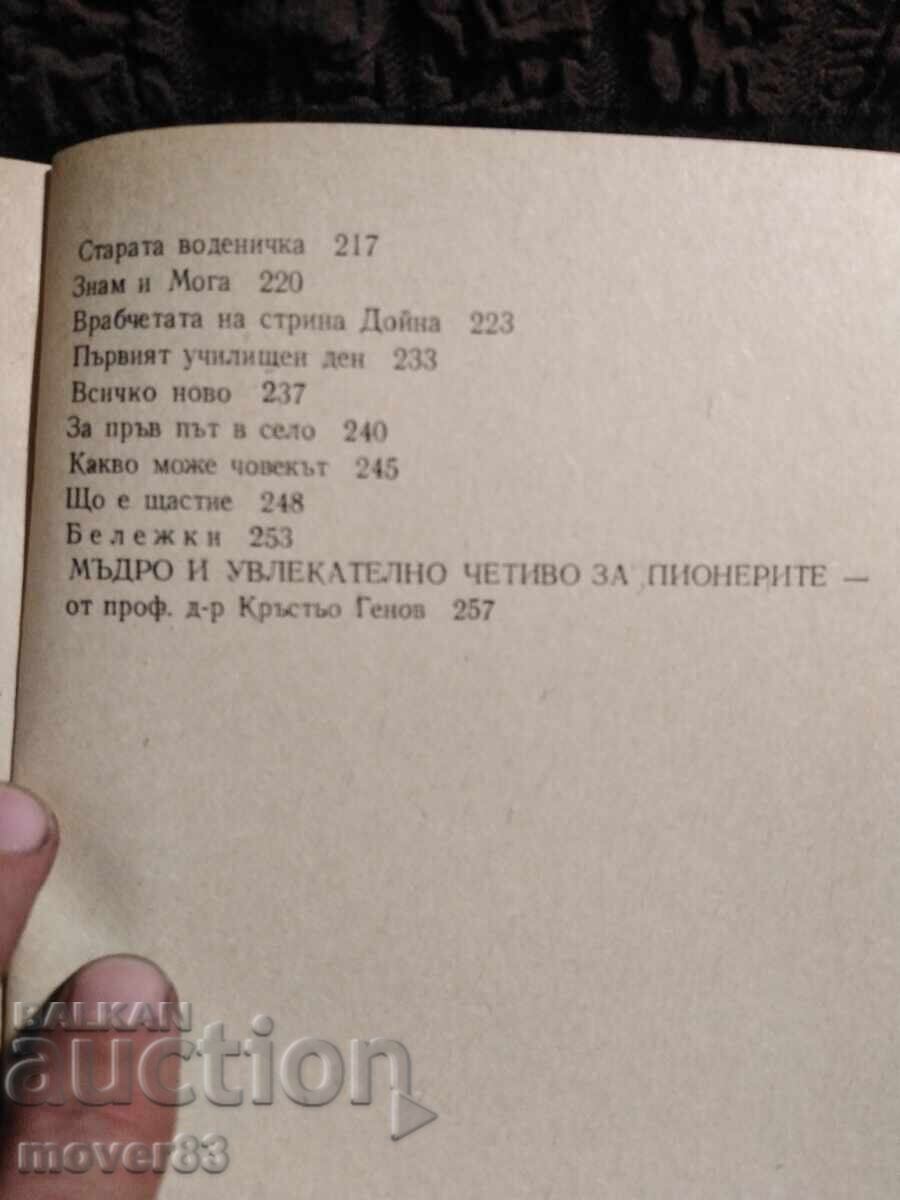 Старата воденичка 217
Знам и Мога 220
Врабчетата на стрина Дойна 223
Първият училищен ден 233
Всичко ново 237
За пръв път в село 240
Какво може човекът 245
Що е щастие 248
Бележки 253
МЪДРО И УВЛЕКАТЕЛНО ЧЕТИВО ЗА ПИОНЕРИТЕ —
от проф. д-р Кръстьо Генов 257
BALKAN
auction
mover83